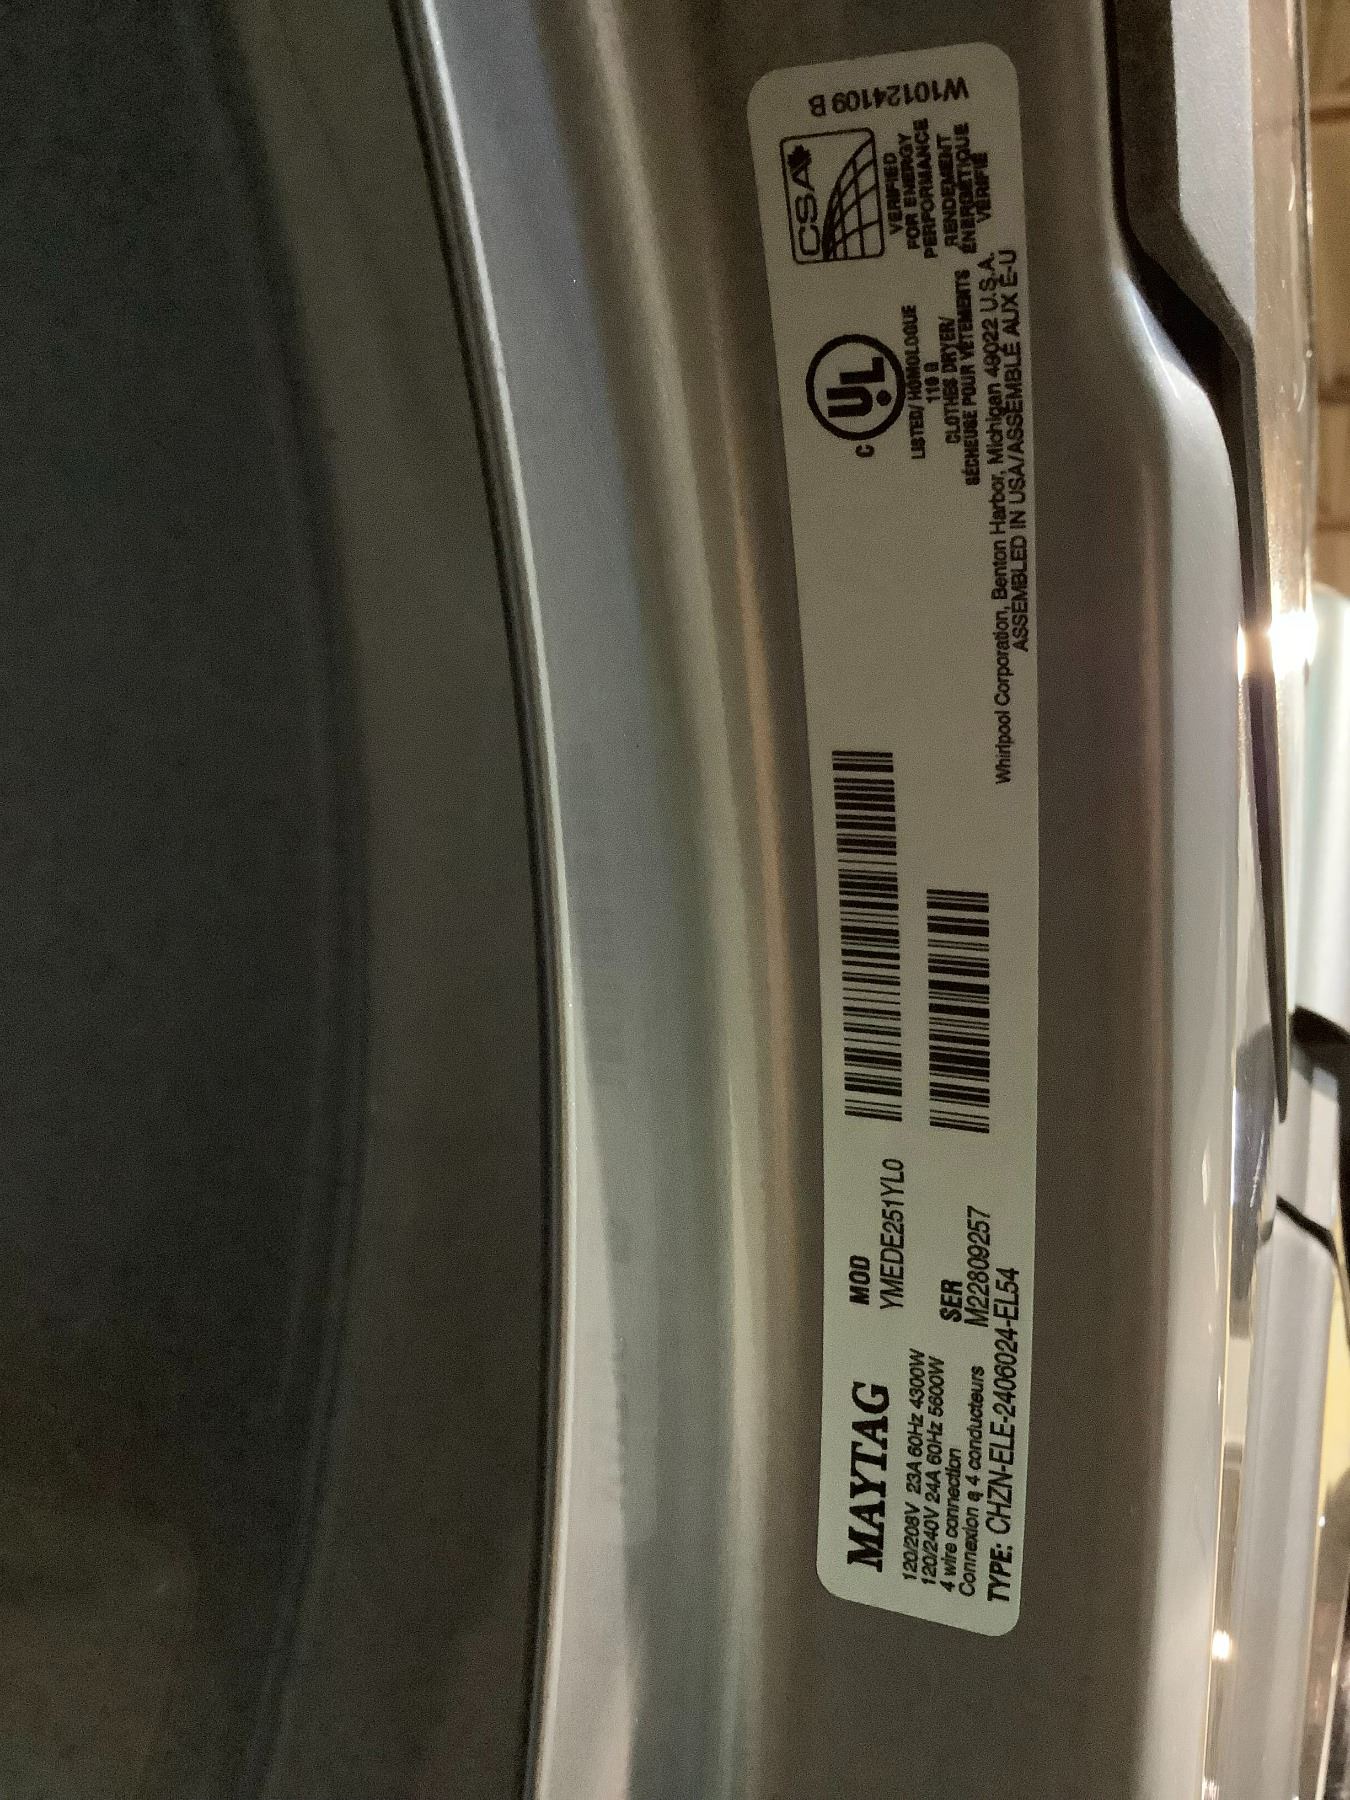 MAYTAG
120/208V 23A 60Hz 4300W
120/240V 24A 60Hz 5600W
4 wire connection
Connexion q 4 conducteurs
TYPE: CHZN-ELE-2406024-EL54
MOD
YMEDE251YL0
SER
M22809257
C UL
LISTED/ HOMOLOGUE
116 B
CLOTHES DRYER/
SÉCHEUSE POUR VÊTEMENTS
Whirlpool Corporation, Benton Harbor, Michigan 49022 U.S.A.
ASSEMBLED IN USA/ASSEMBLÉ AUX É-U
CSA
VERIFIED
FOR ENERGY
PERFORMANCE
RENDEMENT
ÉNERGÉTIQUE
VÉRIFIÉ
W10124109 B